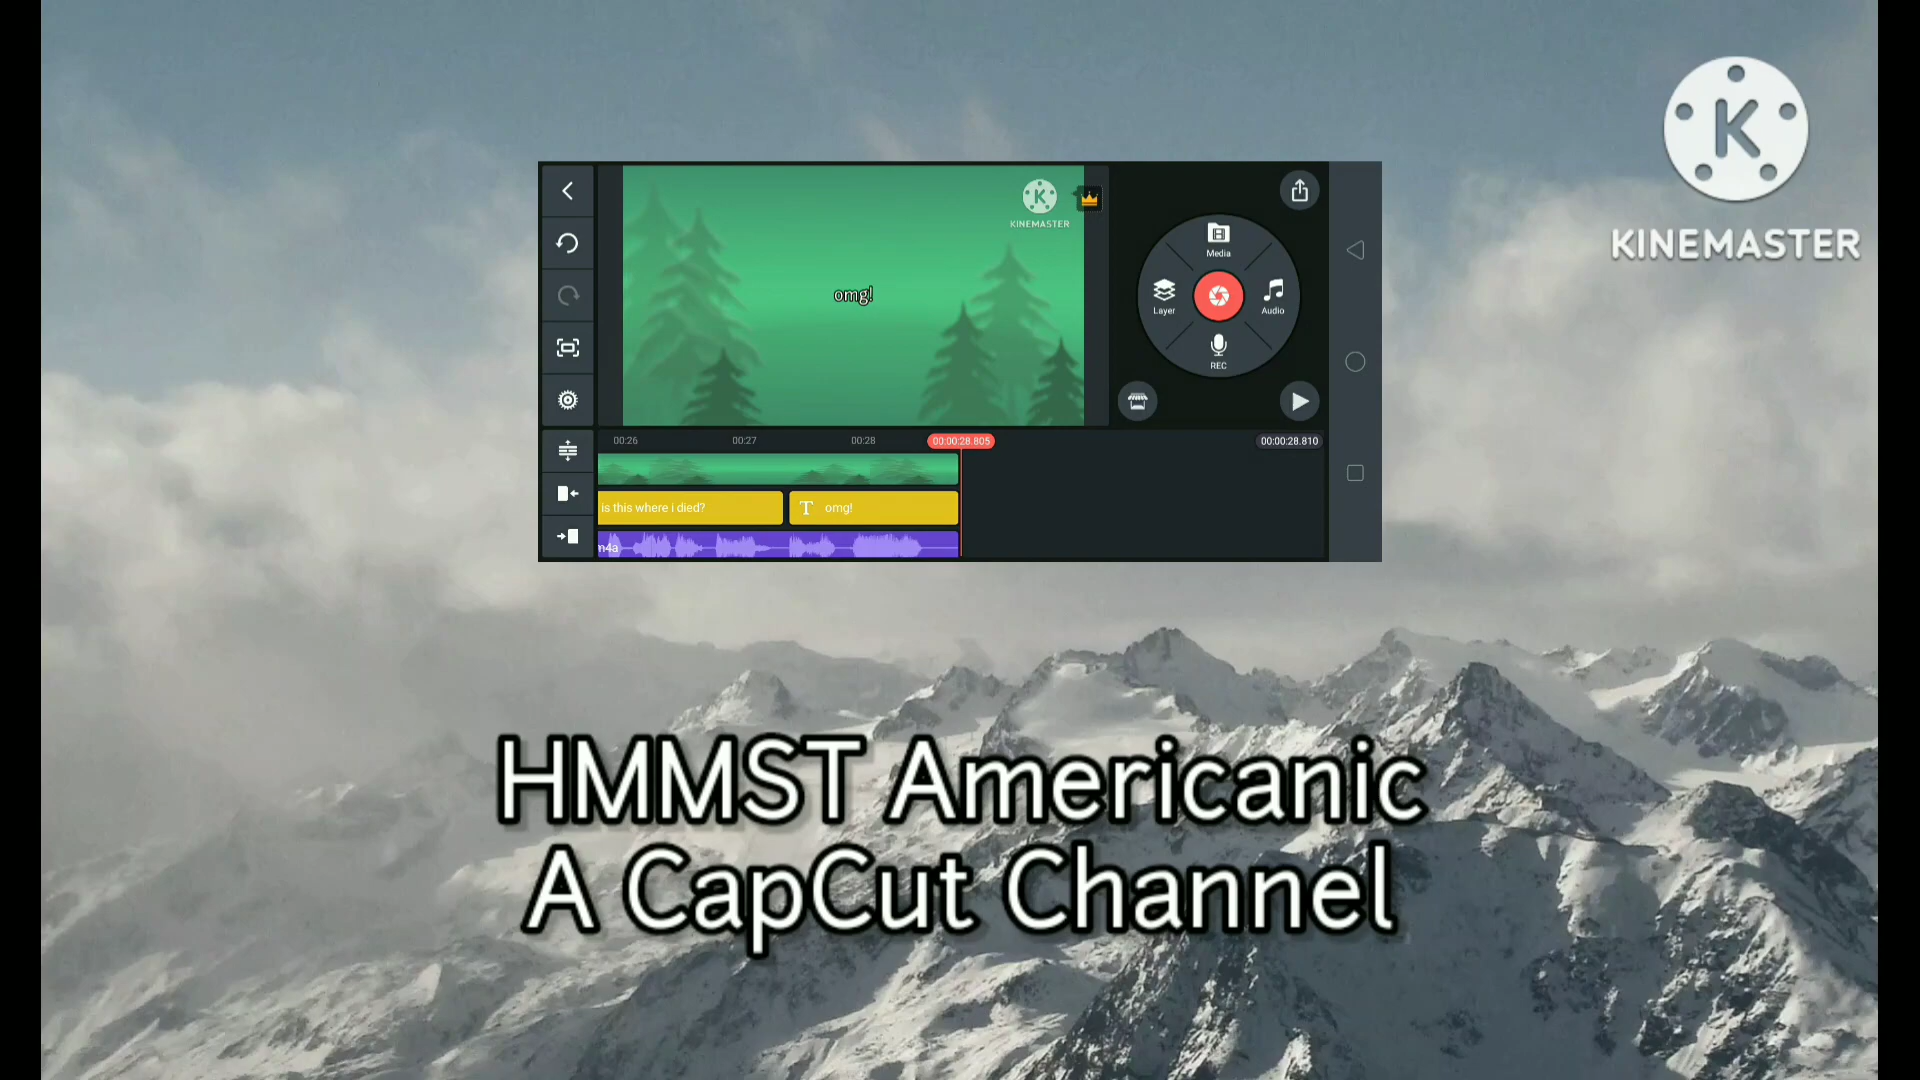 KINEMASTER
KINEMASTER
omg!
Media
Layer
Audio
REC
00:26
00:27
00:28
00:00:28.805
00:00:28.810
is this where i died?
T omg!
m4a
HMMST Americanic
A CapCut Channel